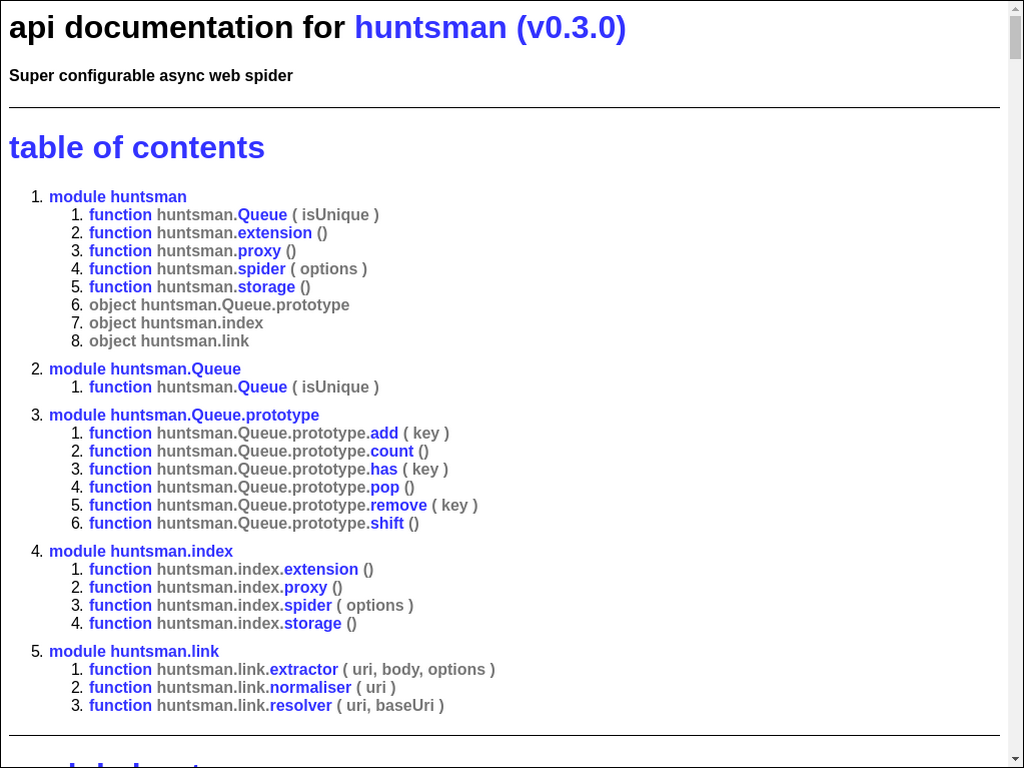 api documentation for huntsman (v0.3.0)
Super configurable async web spider
table of contents
1. module huntsman
1. function huntsman.Queue ( isUnique )
2. function huntsman.extension ()
3. function huntsman.proxy ()
4. function huntsman.spider ( options )
5. function huntsman.storage ()
6. object huntsman.Queue.prototype
7. object huntsman.index
8. object huntsman.link
2. module huntsman.Queue
1. function huntsman.Queue ( isUnique )
3. module huntsman.Queue.prototype
1. function huntsman.Queue.prototype.add ( key )
2. function huntsman.Queue.prototype.count ()
3. function huntsman.Queue.prototype.has ( key )
4. function huntsman.Queue.prototype.pop ()
5. function huntsman.Queue.prototype.remove ( key )
6. function huntsman.Queue.prototype.shift ()
4. module huntsman.index
1. function huntsman.index.extension ()
2. function huntsman.index.proxy ()
3. function huntsman.index.spider ( options )
4. function huntsman.index.storage ()
5. module huntsman.link
1. function huntsman.link.extractor ( uri, body, options )
2. function huntsman.link.normaliser ( uri )
3. function huntsman.link.resolver ( uri, baseUri )